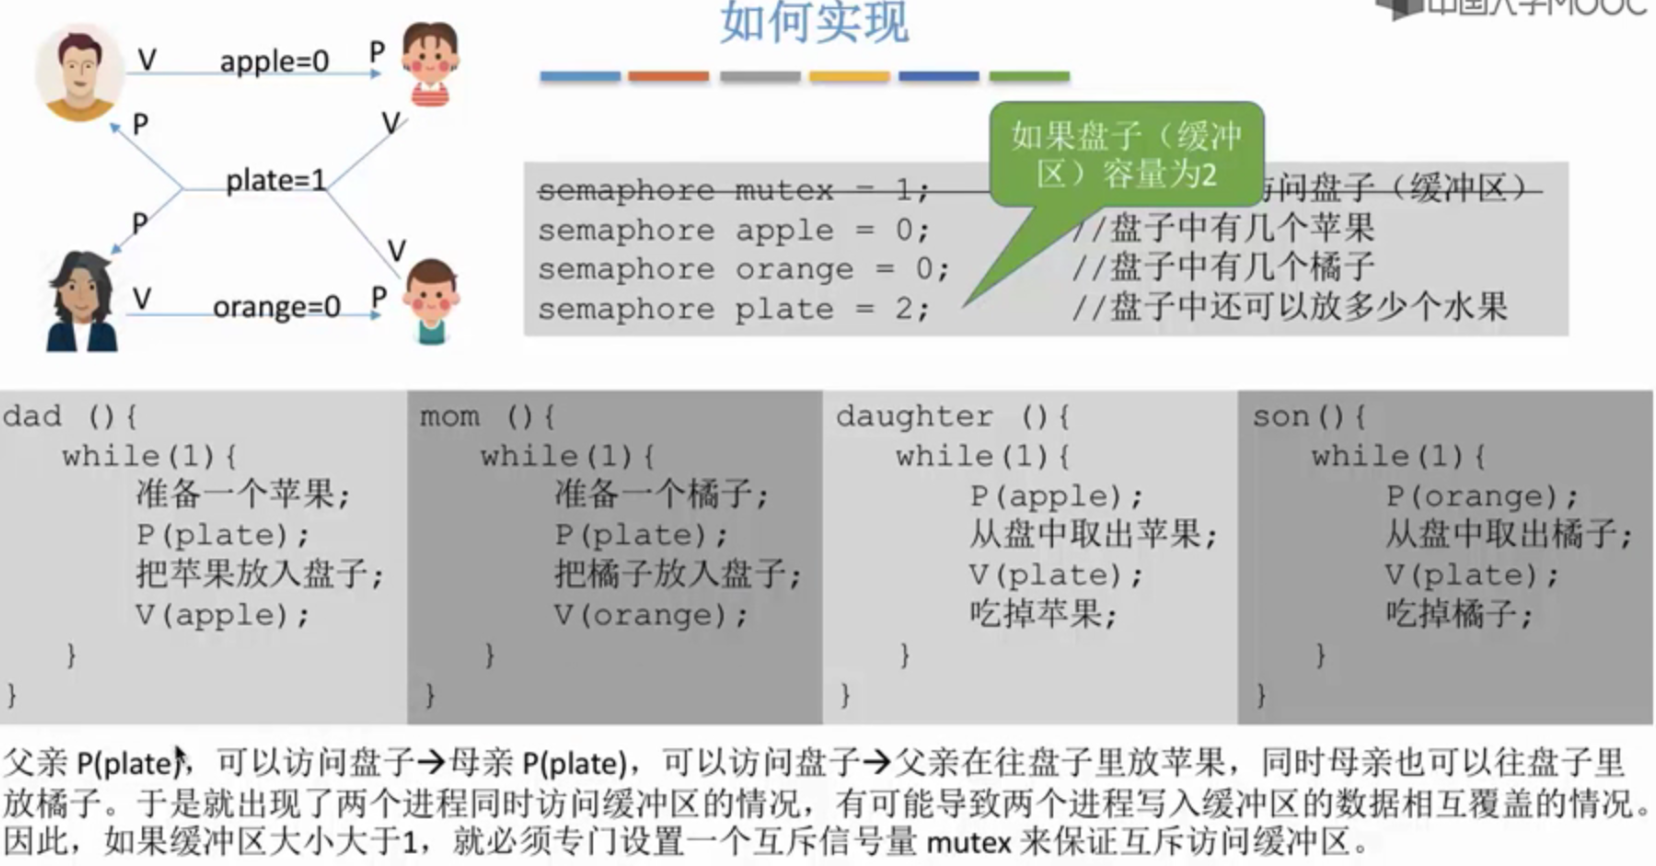 如何实现
中国大学MOOC
V apple=0 P
P V
plate=1
P V
V orange=0 P
如果盘子（缓冲
区）容量为2
semaphore mutex = 1; 问盘子（缓冲区）
semaphore apple = 0; //盘子中有几个苹果
semaphore orange = 0; //盘子中有几个橘子
semaphore plate = 2; //盘子中还可以放多少个水果
dad (){
while(1){
准备一个苹果;
P(plate);
把苹果放入盘子;
V(apple);
}
}
mom (){
while(1){
准备一个橘子;
P(plate);
把橘子放入盘子;
V(orange);
}
}
daughter (){
while(1){
P(apple);
从盘中取出苹果;
V(plate);
吃掉苹果;
}
}
son(){
while(1){
P(orange);
从盘中取出橘子;
V(plate);
吃掉橘子;
}
}
父亲 P(plate)，可以访问盘子→母亲 P(plate)，可以访问盘子→父亲在往盘子里放苹果，同时母亲也可以往盘子里
放橘子。于是就出现了两个进程同时访问缓冲区的情况，有可能导致两个进程写入缓冲区的数据相互覆盖的情况。
因此，如果缓冲区大小大于1，就必须专门设置一个互斥信号量 mutex 来保证互斥访问缓冲区。